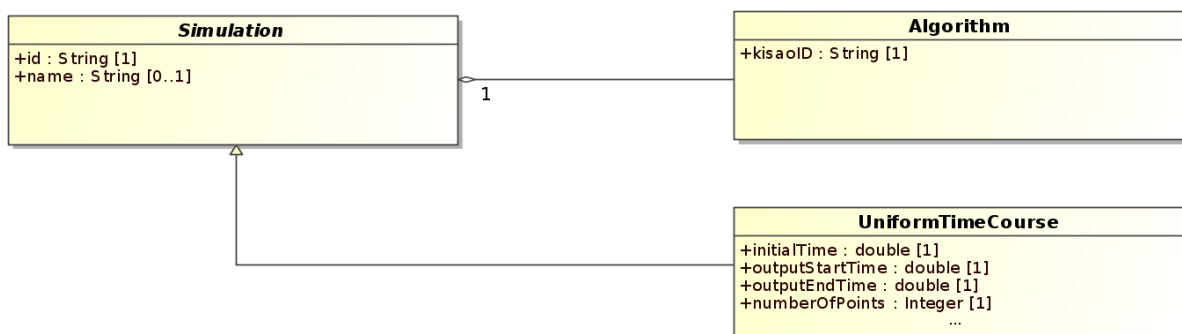 Simulation
+id : String [1]
+name : String [0..1]
1
Algorithm
+kisaoID : String [1]
UniformTimeCourse
+initialTime : double [1]
+outputStartTime : double [1]
+outputEndTime : double [1]
+numberOfPoints : Integer [1]
...